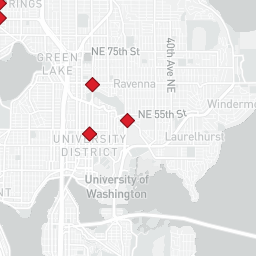 RINGS
NE 75th St
40th Ave NE
GREEN
LAKE
Ravenna
Windermo
NE 55th St
UNIVERSITY
DISTRICT
Laurelhurst
University of
Washington
NT